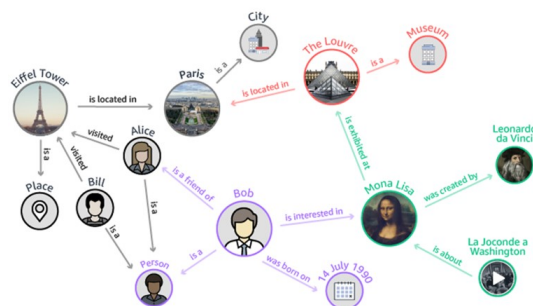 City
The Louvre
Museum
Eiffel Tower
Paris
is a
is a
is located in
is located in
Leonardo
da Vinci
visited
Alice
is exhibited at
is a
visited
is a friend of
Bob
Mona Lisa
was created by
Place
Bill
is a
is interested in
La Joconde a
Washington
is a
is a
is about
Person
was born on
14 July 1990